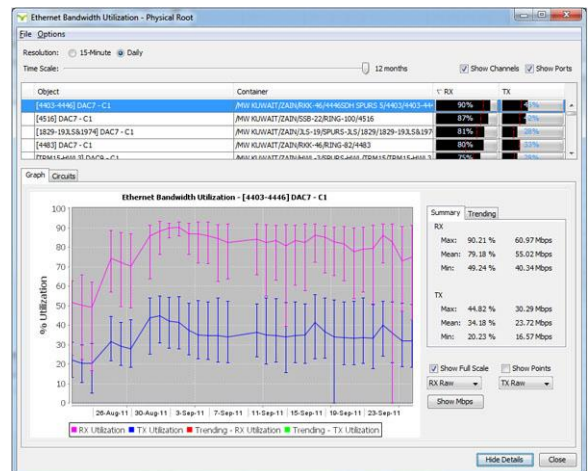 Ethernet Bandwidth Utilization - Physical Root
File Options
Resolution: 15-Minute Daily
Time Scale: 12 months Show Channels Show Ports
Object Container RX TX
[4403-4446] DAC7 - C1 /MW KUWAIT/ZAIN/RKK-46/4446SDH SPURS 5/4403/4403-444 90%
[4516] DAC7 - C1 /MW KUWAIT/ZAIN/SSB-22/RING-100/4516 87%
[1829-19JLS&1974] DAC7 - C1 /MW KUWAIT/ZAIN/JLS-19/SPURS-JLS/1829/1829-19JLS&197 81% 28%
[4483] DAC7 - C1 /MW KUWAIT/ZAIN/RKK-46/RING-82/4483 80% 33%
75%
Graph Circuits
Ethernet Bandwidth Utilization - [4403-4446] DAC7 - C1
% Utilization
100
90
80
70
60
50
40
30
20
10
0
26-Aug-11 30-Aug-11 3-Sep-11 7-Sep-11 11-Sep-11 15-Sep-11 19-Sep-11 23-Sep-11
RX Utilization TX Utilization Trending - RX Utilization Trending - TX Utilization
Summary Trending
RX
Max: 90.21 % 60.97 Mbps
Mean: 79.18 % 55.02 Mbps
Min: 49.24 % 40.34 Mbps
TX
Max: 44.82 % 30.29 Mbps
Mean: 34.18 % 23.72 Mbps
Min: 20.23 % 16.57 Mbps
Show Full Scale Show Points
RX Raw TX Raw
Show Mbps
Hide Details Close